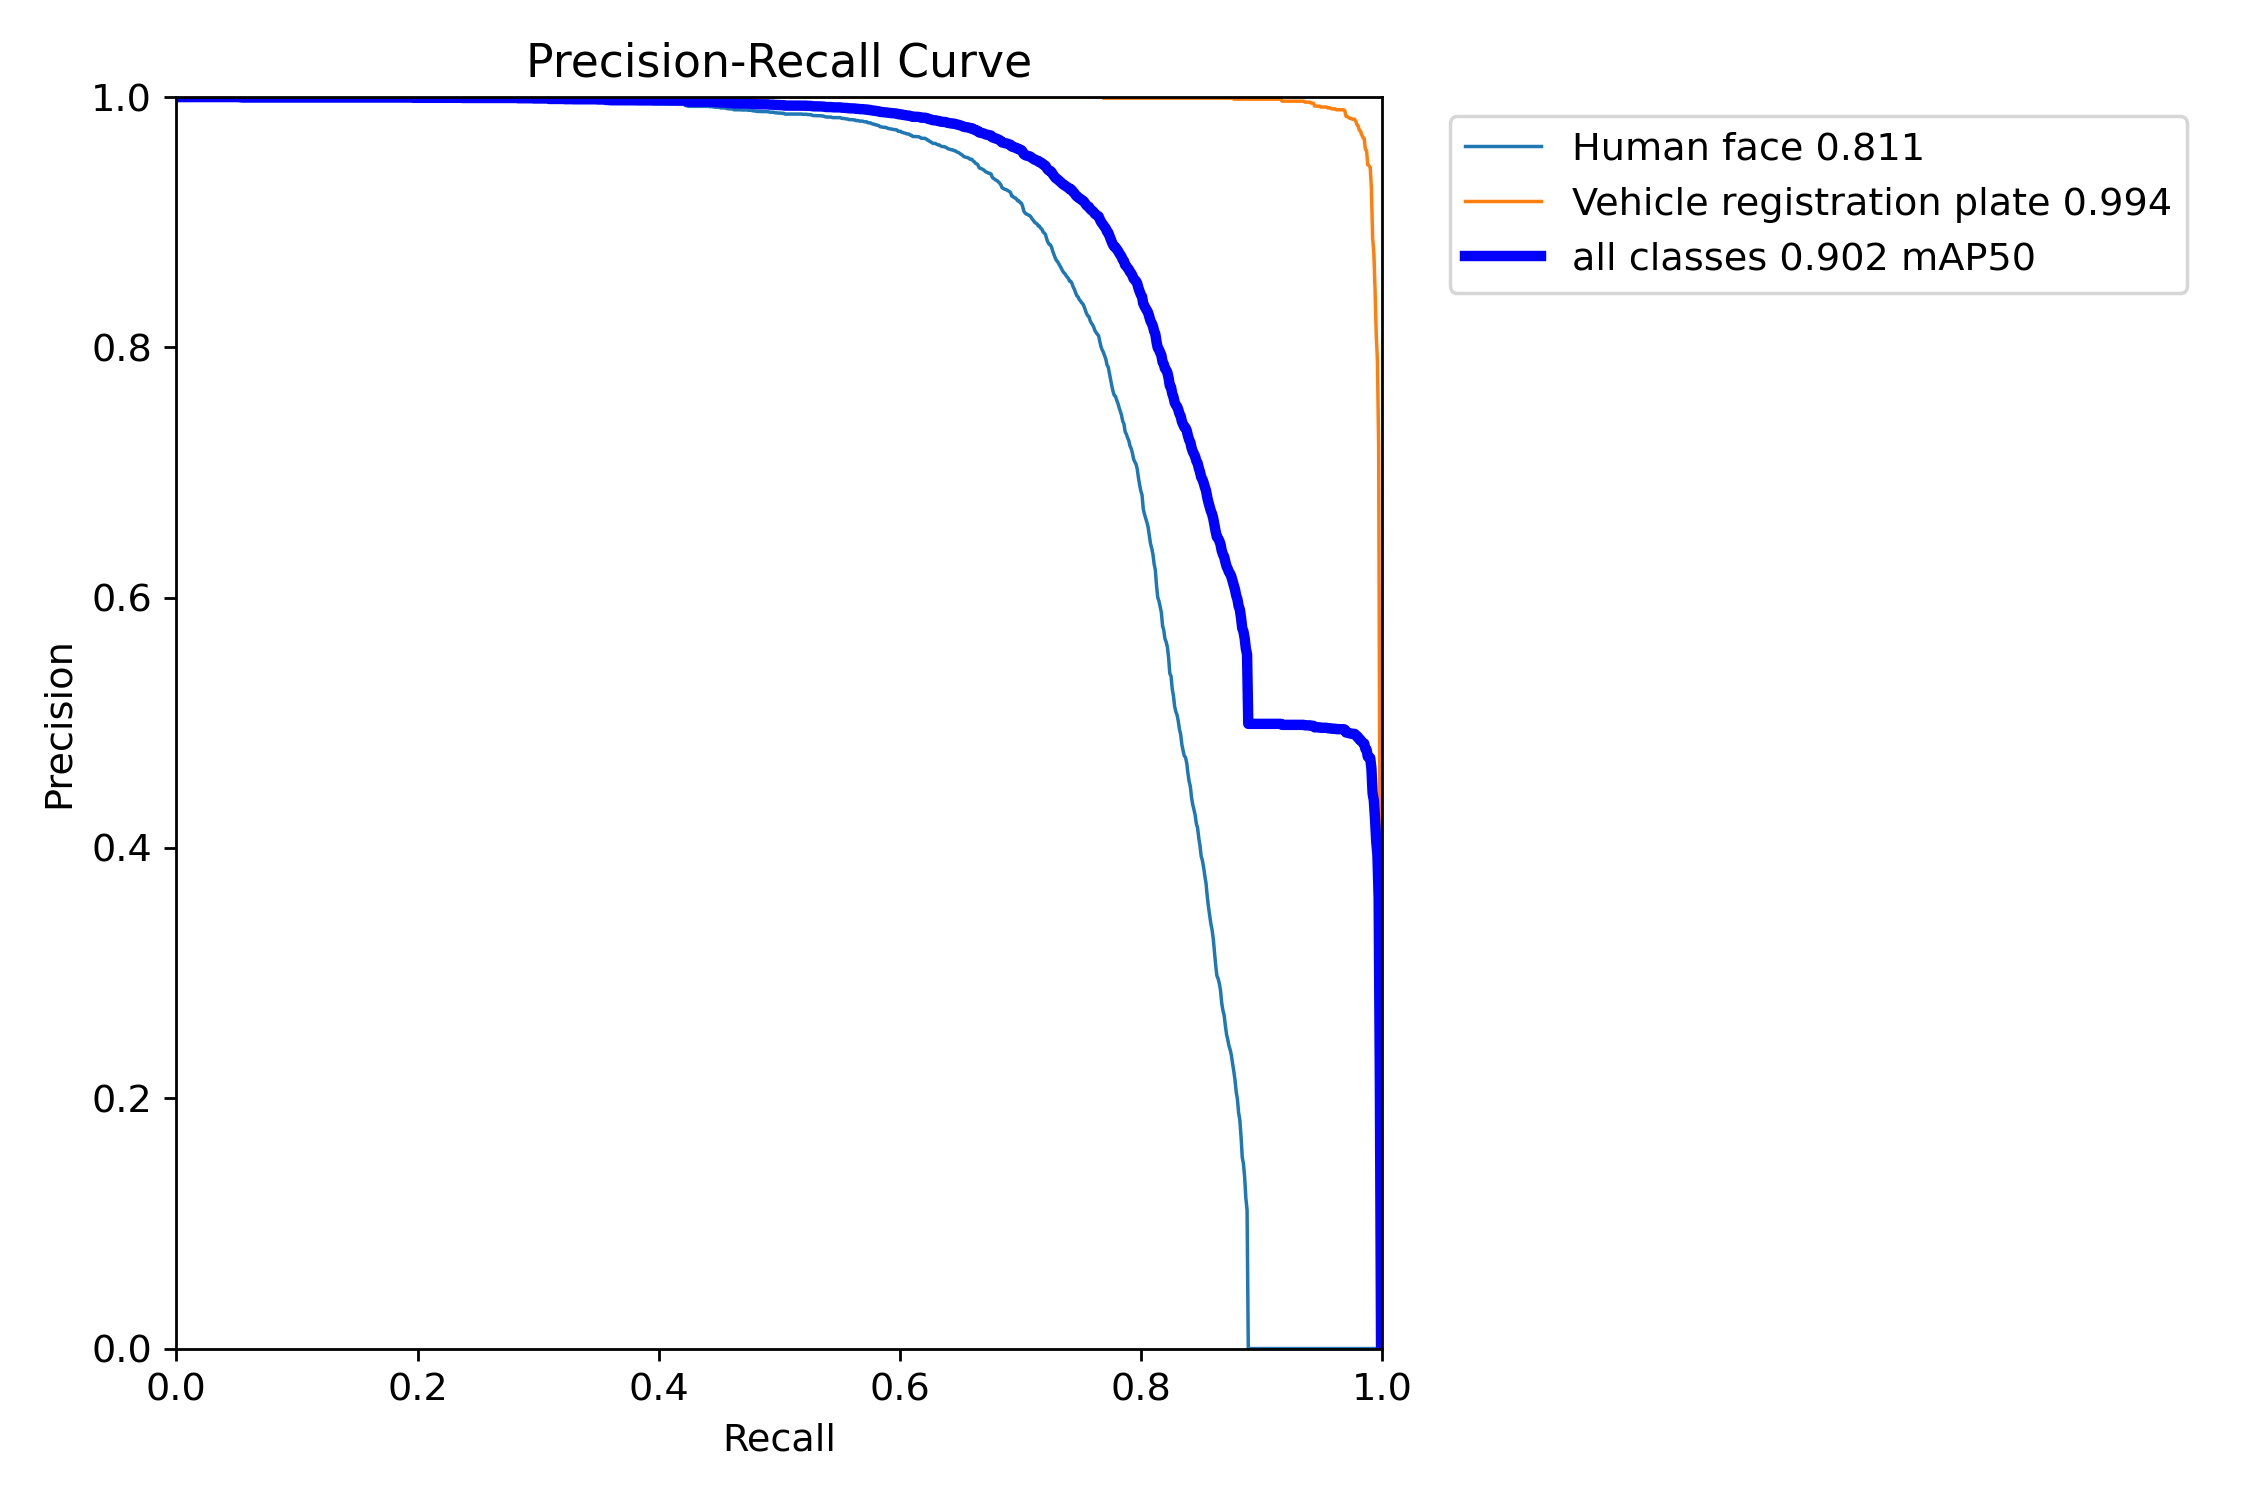 Precision-Recall Curve
1.0
0.8
0.6
0.4
0.2
0.0
Precision
0.0 0.2 0.4 0.6 0.8 1.0
Recall
Human face 0.811
Vehicle registration plate 0.994
all classes 0.902 mAP50